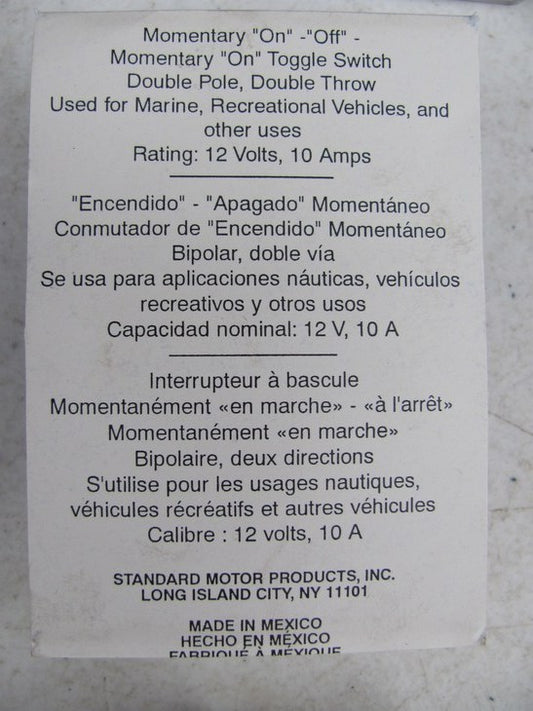 Momentary "On" -"Off" -
Momentary "On" Toggle Switch
Double Pole, Double Throw
Used for Marine, Recreational Vehicles, and
other uses
Rating: 12 Volts, 10 Amps
"Encendido" - "Apagado" Momentáneo
Conmutador de "Encendido" Momentáneo
Bipolar, doble vía
Se usa para aplicaciones náuticas, vehículos
recreativos y otros usos
Capacidad nominal: 12 V, 10 A
Interrupteur à bascule
Momentanément «en marche» - «à l'arrêt»
Momentanément «en marche»
Bipolaire, deux directions
S'utilise pour les usages nautiques,
véhicules récréatifs et autres véhicules
Calibre : 12 volts, 10 A
STANDARD MOTOR PRODUCTS, INC.
LONG ISLAND CITY, NY 11101
MADE IN MEXICO
HECHO EN MÉXICO
FABRIQUÉ À MEXIQUE